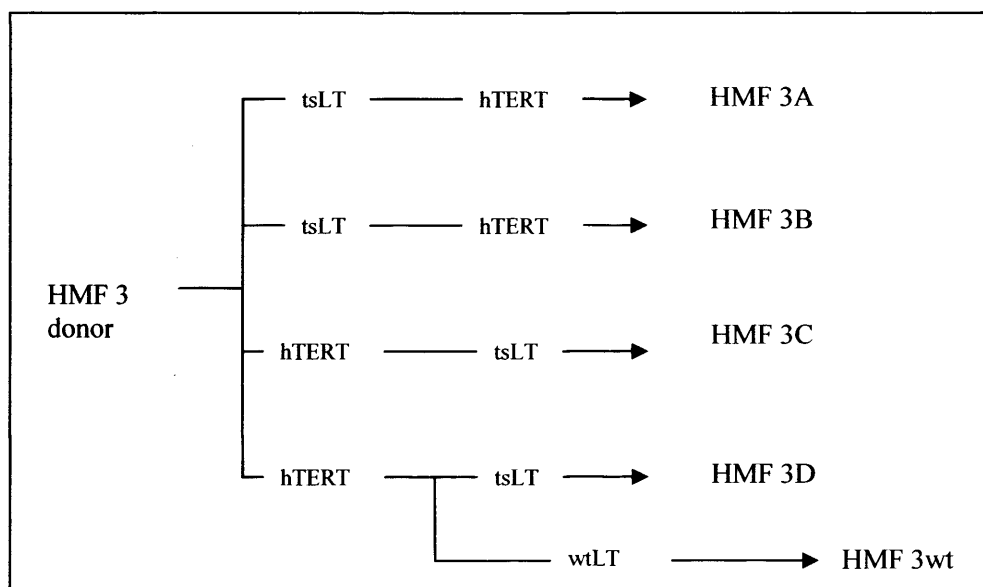 tsLT hTERT HMF 3A
tsLT hTERT HMF 3B
HMF 3
donor
hTERT tsLT HMF 3C
hTERT tsLT HMF 3D
wtLT HMF 3wt